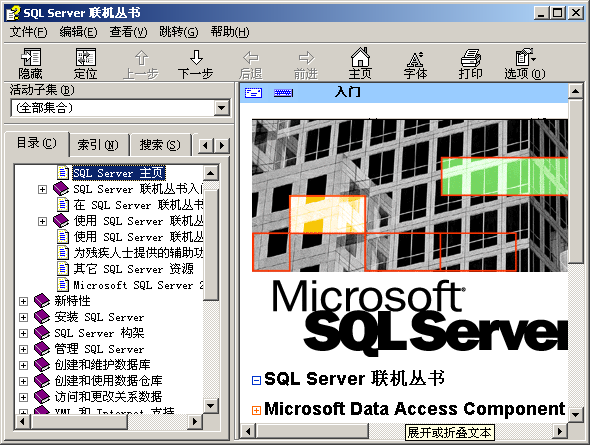 SQL Server 联机丛书
文件(F) 编辑(E) 查看(V) 跳转(G) 帮助(H)
隐藏 定位 上一步 下一步 后退 前进 主页 字体 打印 选项(O)
活动子集(B)
(全部集合)
入门
目录(C) 索引(N) 搜索(S)
SQL Server 主页
SQL Server 联机丛书入门
在 SQL Server 联机丛书
使用 SQL Server 联机丛
使用 SQL Server 联机丛
为残疾人士提供的辅助功
其它 SQL Server 资源
Microsoft SQL Server 2
新特性
安装 SQL Server
SQL Server 构架
管理 SQL Server
创建和维护数据库
创建和使用数据仓库
访问和更改关系数据
XML 和 Internet 支持
Microsoft
SQL Server
SQL Server 联机丛书
Microsoft Data Access Component
展开或折叠文本